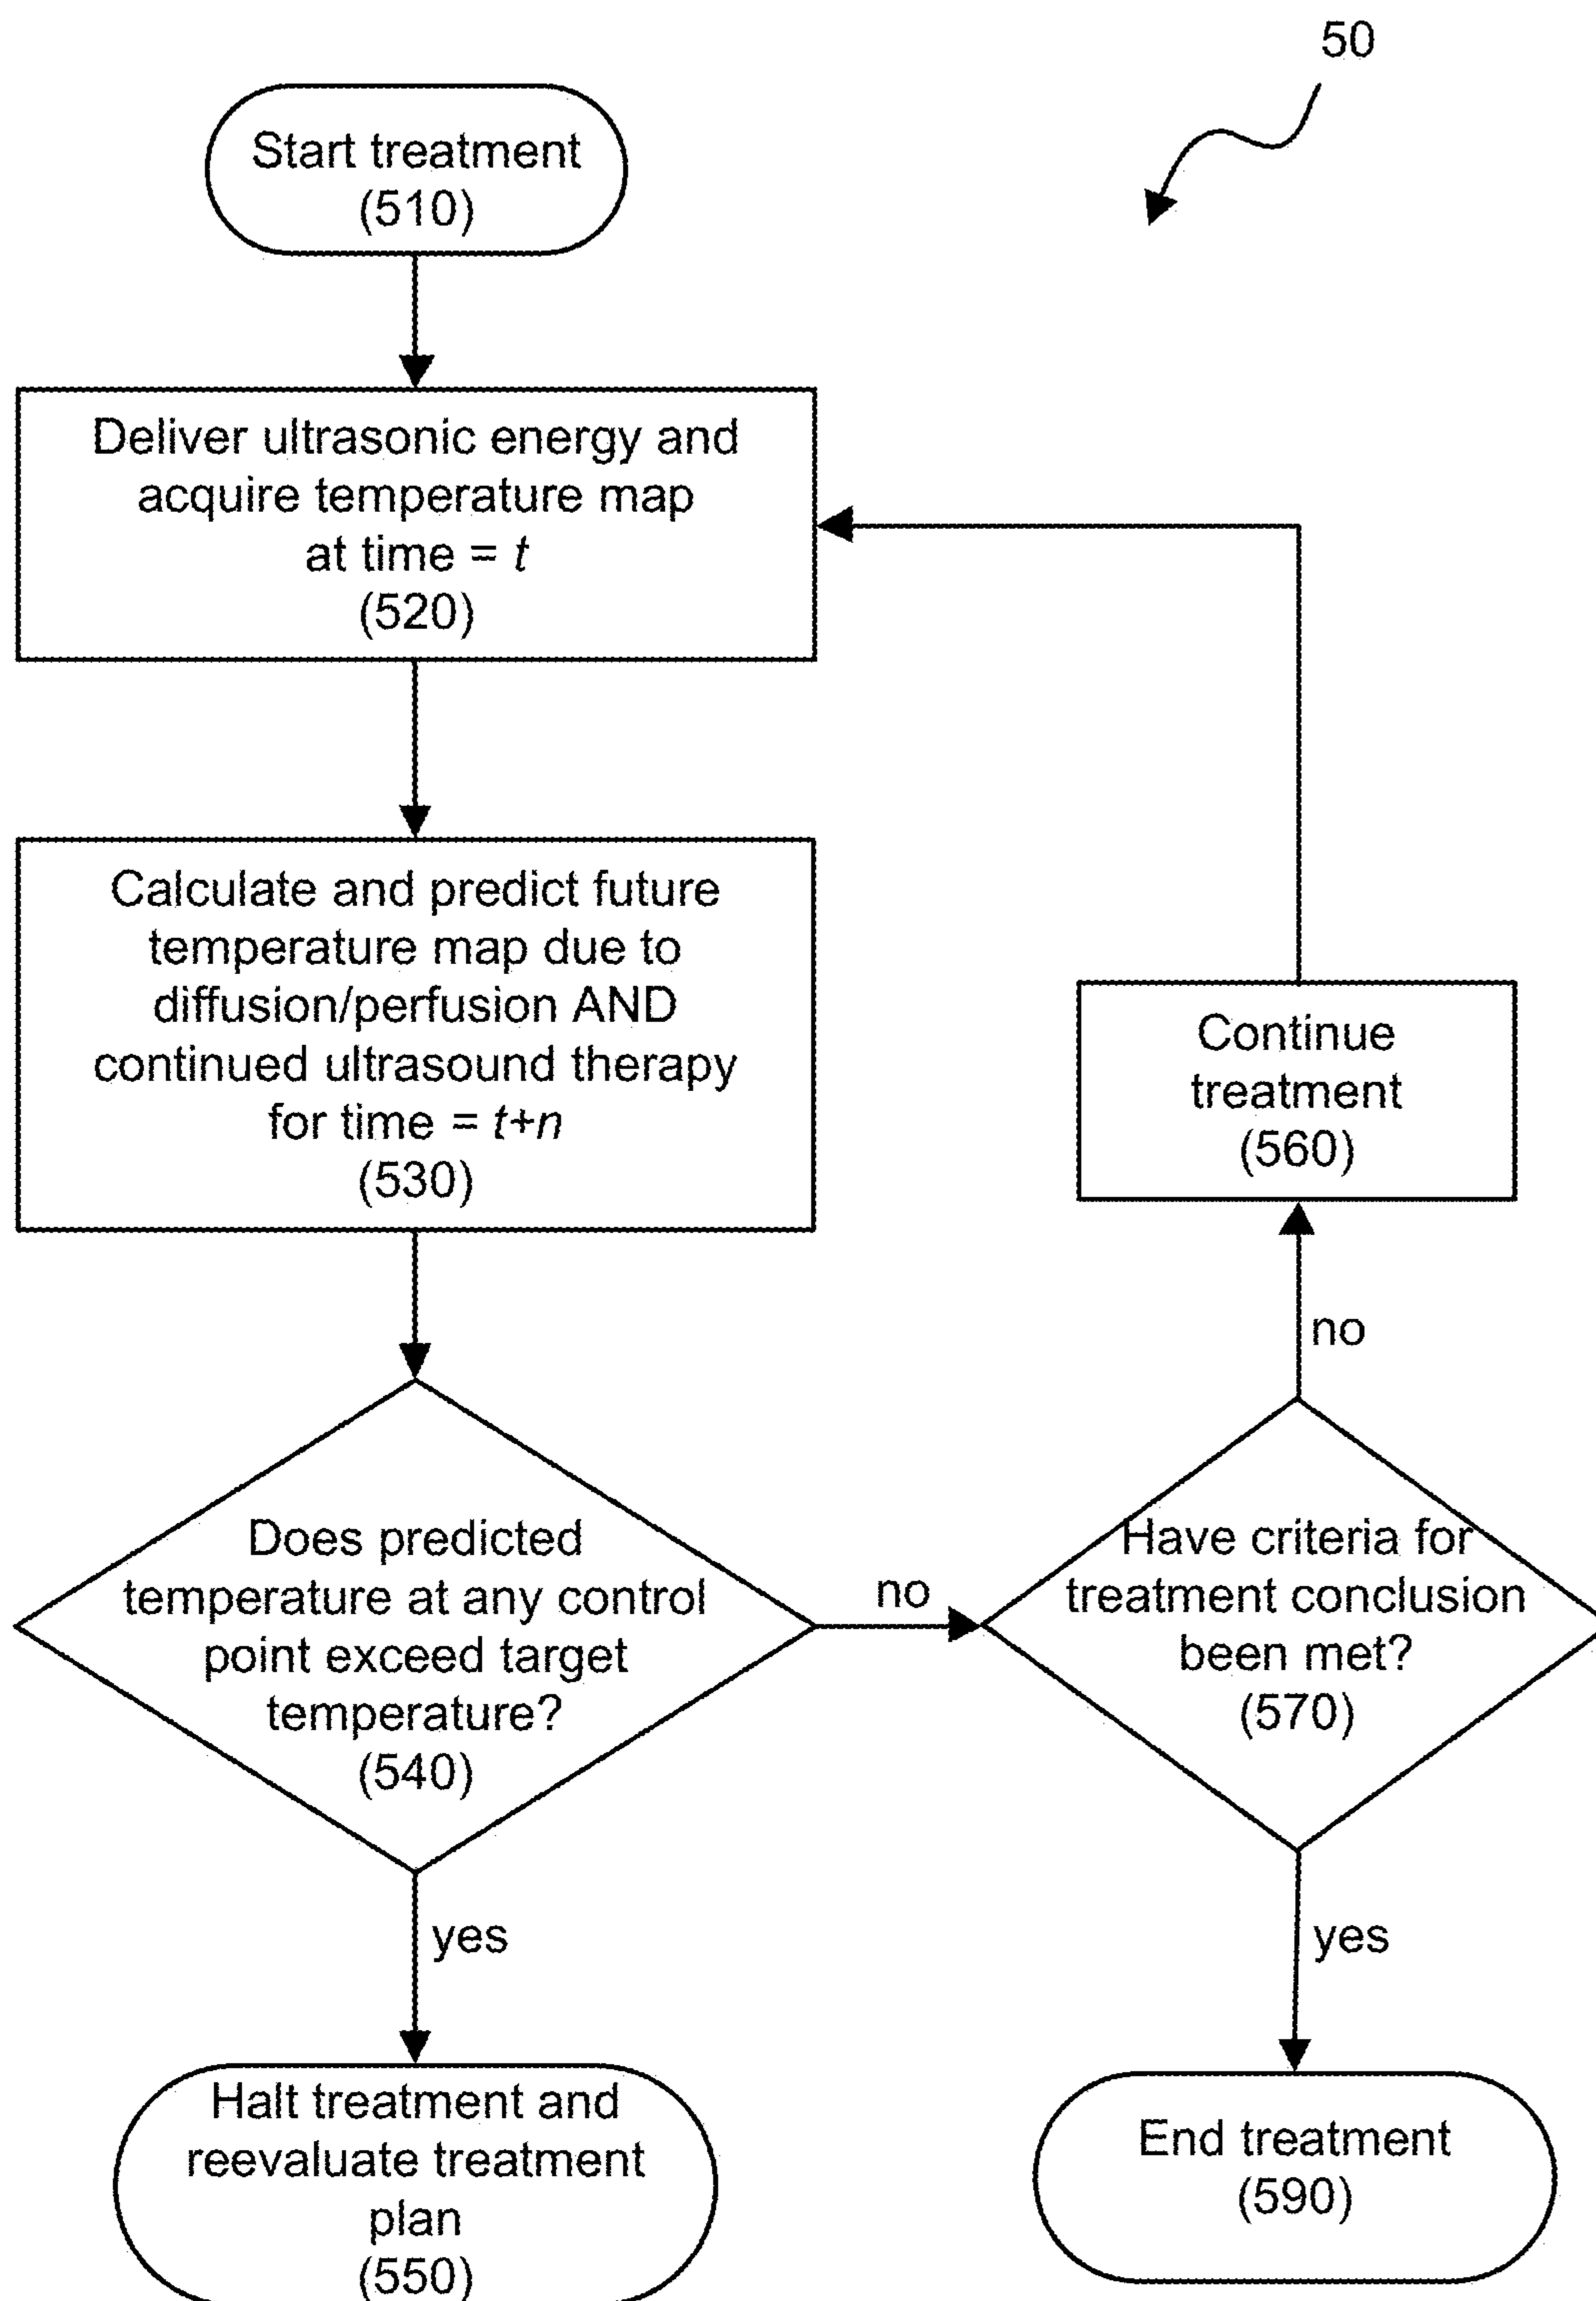 50
Start treatment
(510)
Deliver ultrasonic energy and
acquire temperature map
at time = t
(520)
Calculate and predict future
temperature map due to
diffusion/perfusion AND
continued ultrasound therapy
for time = t+n
(530)
Continue
treatment
(560)
no
Does predicted
temperature at any control
point exceed target
temperature?
(540)
no
Have criteria for
treatment conclusion
been met?
(570)
yes
yes
Halt treatment and
reevaluate treatment
plan
(550)
End treatment
(590)